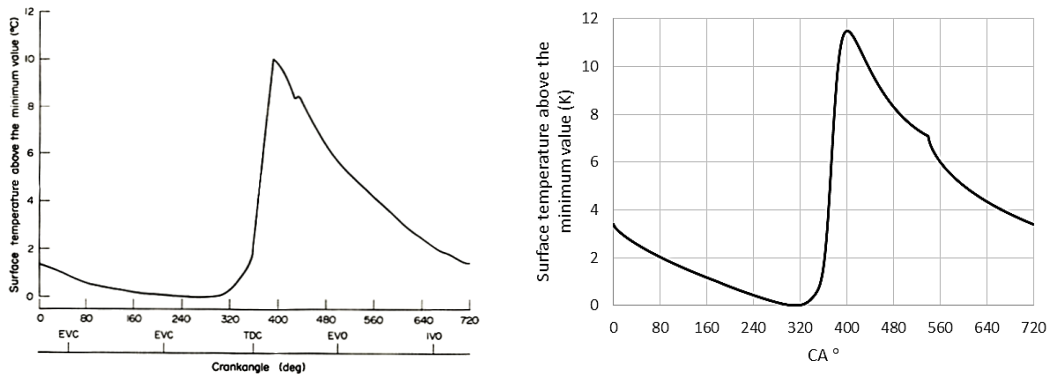 Surface temperature above the minimum value (°C)
12
10
8
6
4
2
0
0 80 160 240 320 400 480 560 640 720
EVC EVC TDC EVO IVO
Crankangle (deg)
Surface temperature above the
minimum value (K)
12
10
8
6
4
2
0
0 80 160 240 320 400 480 560 640 720
CA °